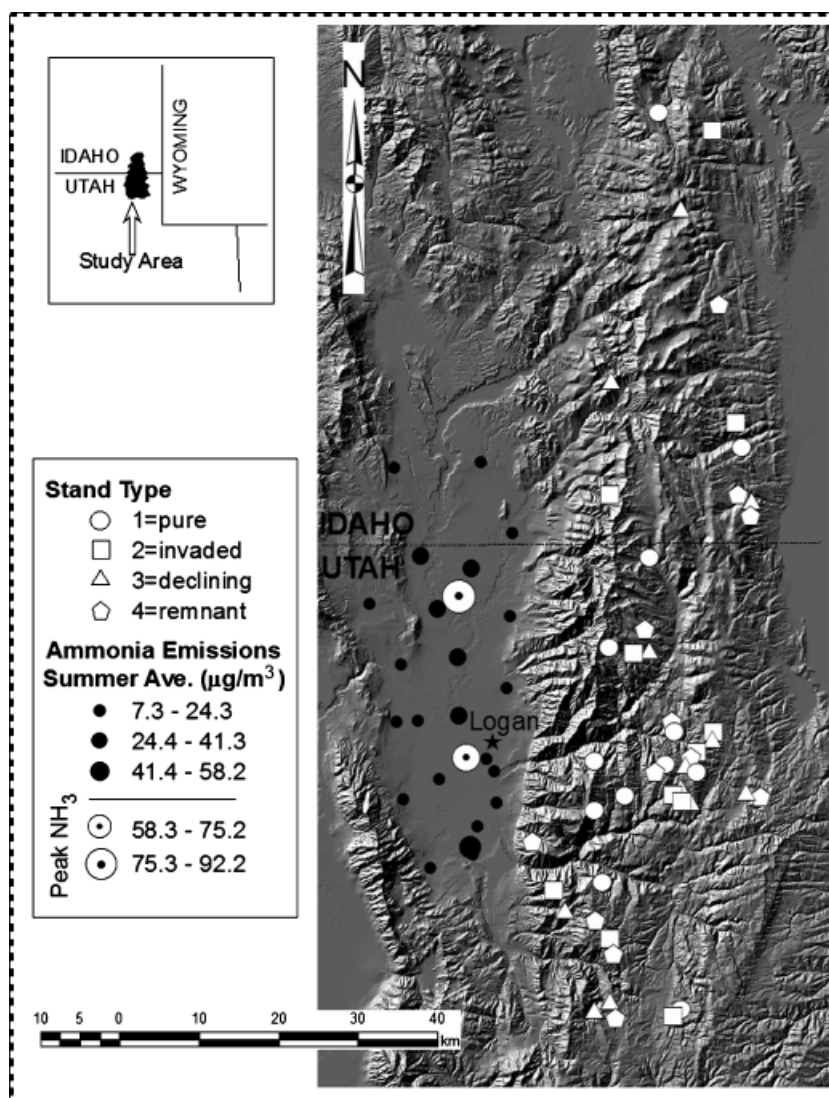 N
IDAHO
UTAH
WYOMING
Study Area
Stand Type
1=pure
2=invaded
3=declining
4=remnant
Ammonia Emissions
Summer Ave. (µg/m³)
7.3 - 24.3
24.4 - 41.3
41.4 - 58.2
Peak NH₃
58.3 - 75.2
75.3 - 92.2
IDAHO
UTAH
Logan
10 5 0 10 20 30 40
km